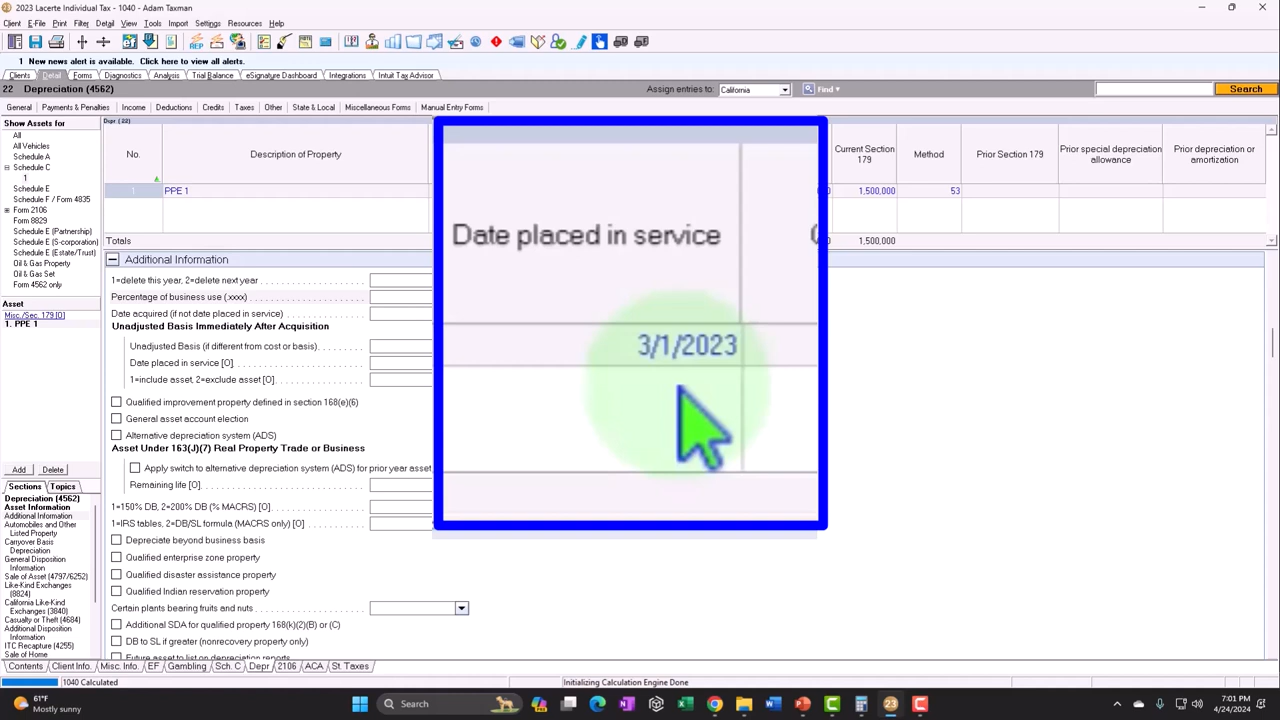 2023 Lacerte Individual Tax - 1040 - Adam Taxman
Client E-File Print Filter Detail View Tools Import Settings Resources Help
1 New news alert is available. Click here to view all alerts.
Clients Detail Forms Diagnostics Analysis Trial Balance eSignature Dashboard Integrations Intuit Tax Advisor
22 Depreciation (4562) Assign entries to: California Find Search
General Payments & Penalties Income Deductions Credits Taxes Other State & Local Miscellaneous Forms Manual Entry Forms
Show Assets for
All
All Vehicles
Schedule A
Schedule C
1
Schedule E
Schedule F / Form 4835
Form 2106
Form 8829
Schedule E (Partnership)
Schedule E (S-corporation)
Schedule E (Estate/Trust)
Oil & Gas Property
Oil & Gas Set
Form 4562 only
Asset
Misc./Sec. 179 [O]
1. PPE 1
Add Delete
Sections Topics
Depreciation (4562)
Asset Information
Additional Information
Automobiles and Other
Listed Property
Carryover Basis
Depreciation
General Disposition
Information
Sale of Asset (4797/6252)
Like-Kind Exchanges
(8824)
California Like-Kind
Exchanges (3840)
Casualty or Theft (4684)
Additional Disposition
Information
ITC Recapture (4255)
Sale of Home
Depr (22)
No. Description of Property
Current Section
179
Method
Prior Section 179
Prior special depreciation
allowance
Prior depreciation or
amortization
1 PPE 1 1,500,000 53
Totals 1,500,000
Date placed in service
3/1/2023
Additional Information
1=delete this year, 2=delete next year
Percentage of business use (.xxxx)
Date acquired (if not date placed in service)
Unadjusted Basis Immediately After Acquisition
Unadjusted Basis (if different from cost or basis)
Date placed in service [O]
1=include asset, 2=exclude asset [O]
Qualified improvement property defined in section 168(e)(6)
General asset account election
Alternative depreciation system (ADS)
Asset Under 163(J)(7) Real Property Trade or Business
Apply switch to alternative depreciation system (ADS) for prior year asset
Remaining life [O]
1=150% DB, 2=200% DB (% MACRS) [O]
1=IRS tables, 2=DB/SL formula (MACRS only) [O]
Depreciate beyond business basis
Qualified enterprise zone property
Qualified disaster assistance property
Qualified Indian reservation property
Certain plants bearing fruits and nuts
Additional SDA for qualified property 168(k)(2)(B) or (C)
DB to SL if greater (nonrecovery property only)
Future asset to list on depreciation reports
Contents Client Info. Misc. Info. EF Gambling Sch. C Depr 2106 ACA St. Taxes
1040 Calculated Initializing Calculation Engine Done
61°F
Mostly sunny
Search
7:01 PM
4/24/2024